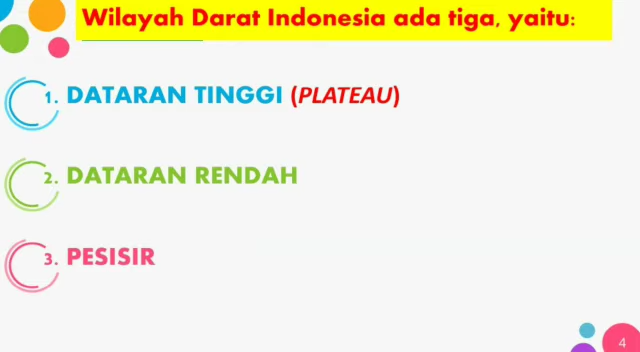 Wilayah Darat Indonesia ada tiga, yaitu:
1. DATARAN TINGGI (PLATEAU)
2. DATARAN RENDAH
3. PESISIR
4